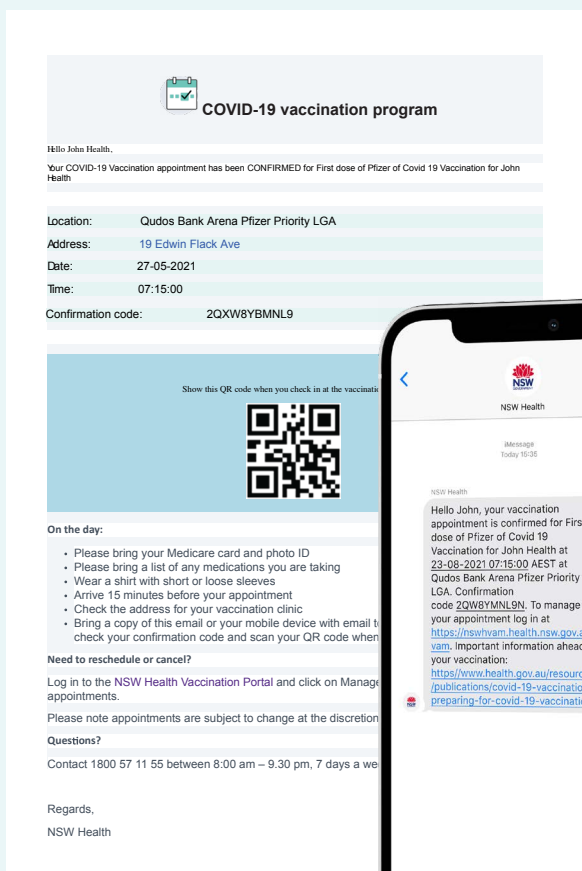 COVID-19 vaccination program
Hello John Health,
Your COVID-19 Vaccination appointment has been CONFIRMED for First dose of Pfizer of Covid 19 Vaccination for John
Health
Location: Qudos Bank Arena Pfizer Priority LGA
Address: 19 Edwin Flack Ave
Date: 27-05-2021
Time: 07:15:00
Confirmation code: 2QXW8YBMNL9
Show this QR code when you check in at the
On the day:
• Please bring your Medicare card and photo ID
• Please bring a list of any medications you are taking
• Wear a shirt with short or loose sleeves
• Arrive 15 minutes before your appointment
• Check the address for your vaccination clinic
• Bring a copy of this email or your mobile device with email
check your confirmation code and scan your QR code when
Need to reschedule or cancel?
Log in to the NSW Health Vaccination Portal and click on Manage
appointments.
Please note appointments are subject to change at the discretion
Questions?
Contact 1800 57 11 55 between 8:00 am – 9.30 pm, 7 days a
Regards,
NSW Health
NSW
GOVERNMENT
NSW Health
iMessage
Today 15:35
NSW Health
Hello John, your vaccination
appointment is confirmed for
dose of Pfizer of Covid 19
Vaccination for John Health at
23-08-2021 07:15:00 AEST at
Qudos Bank Arena Pfizer Priority
LGA. Confirmation
code 2QW8YMNL9N. To manage
your appointment log in at
https://nswhvam.health.nsw.gov.a
vam. Important information
your vaccination:
https://www.health.gov.au/resourc
/publications/covid-19-vaccinatio
preparing-for-covid-19-vaccinati